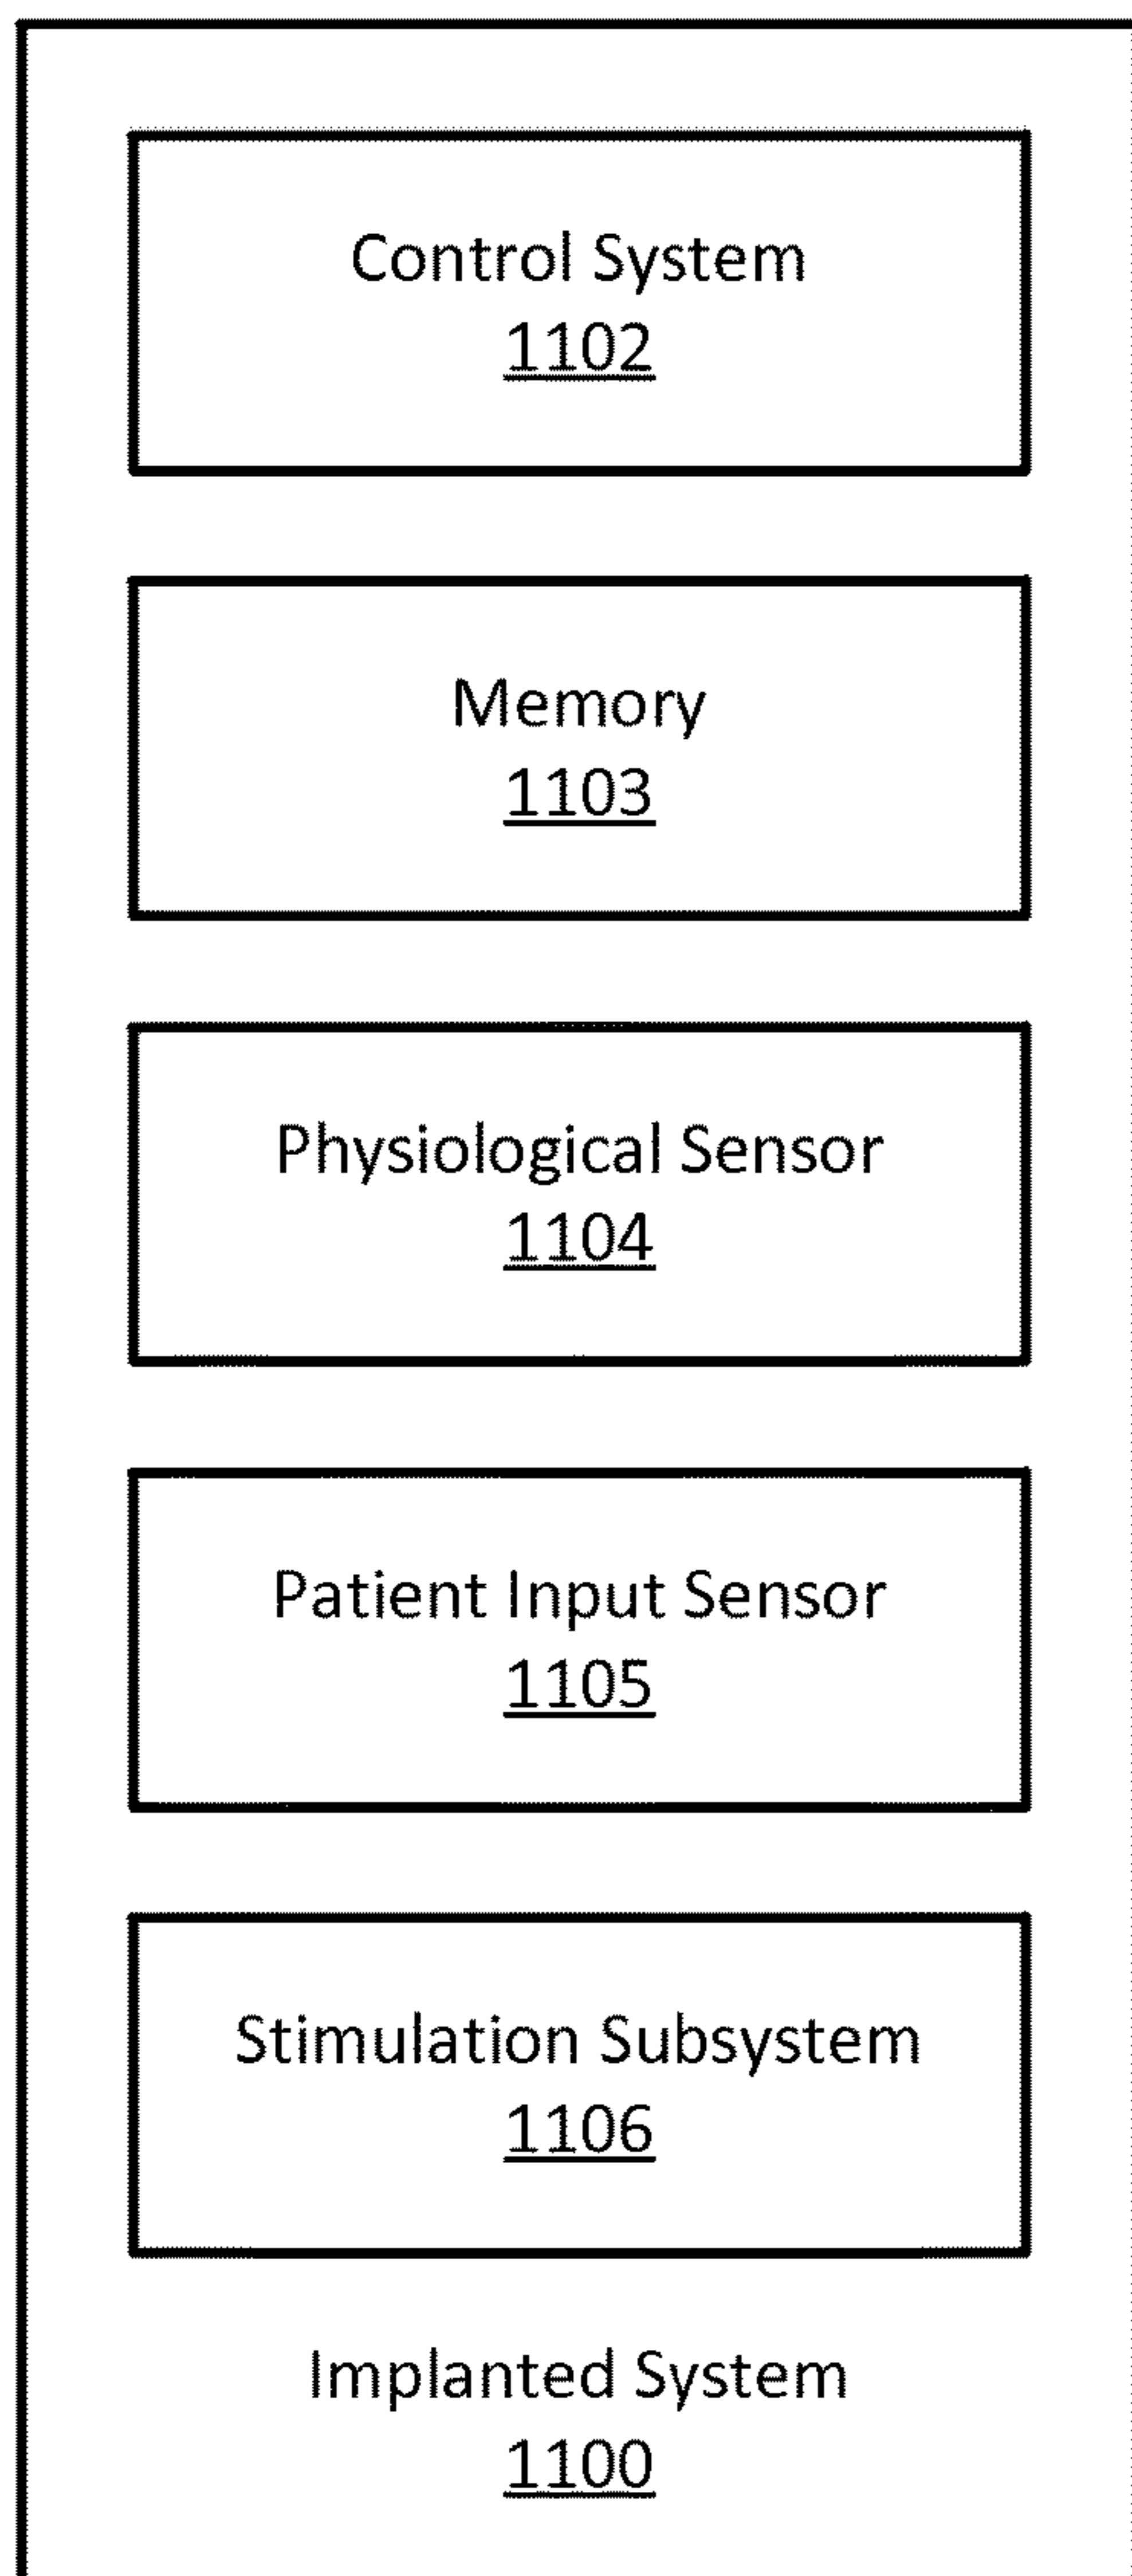 Control System
1102
Memory
1103
Physiological Sensor
1104
Patient Input Sensor
1105
Stimulation Subsystem
1106
Implanted System
1100